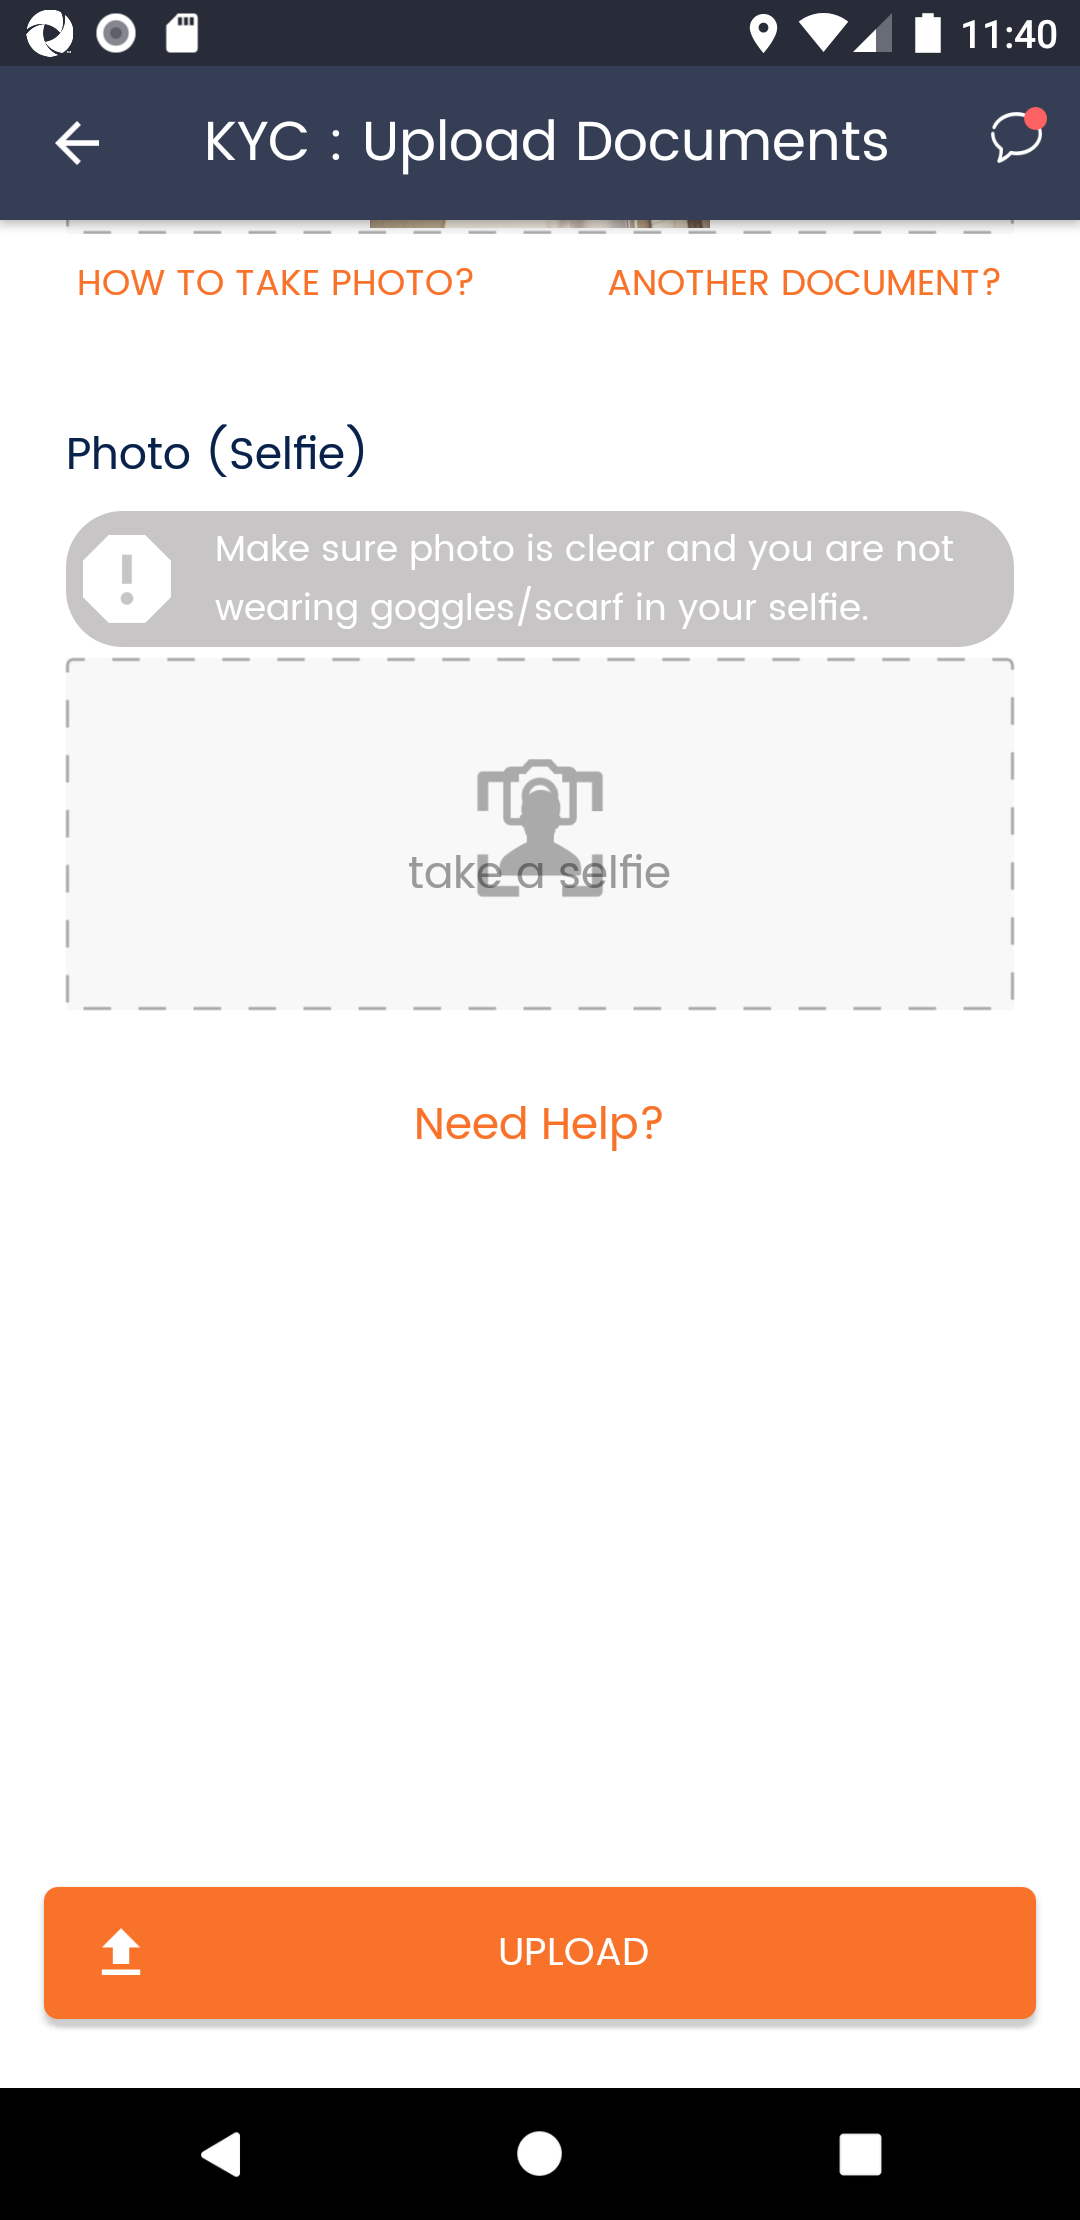 11:40
KYC : Upload Documents
HOW TO TAKE PHOTO? ANOTHER DOCUMENT?
Photo (Selfie)
Make sure photo is clear and you are not
wearing goggles/scarf in your selfie.
take a selfie
Need Help?
UPLOAD